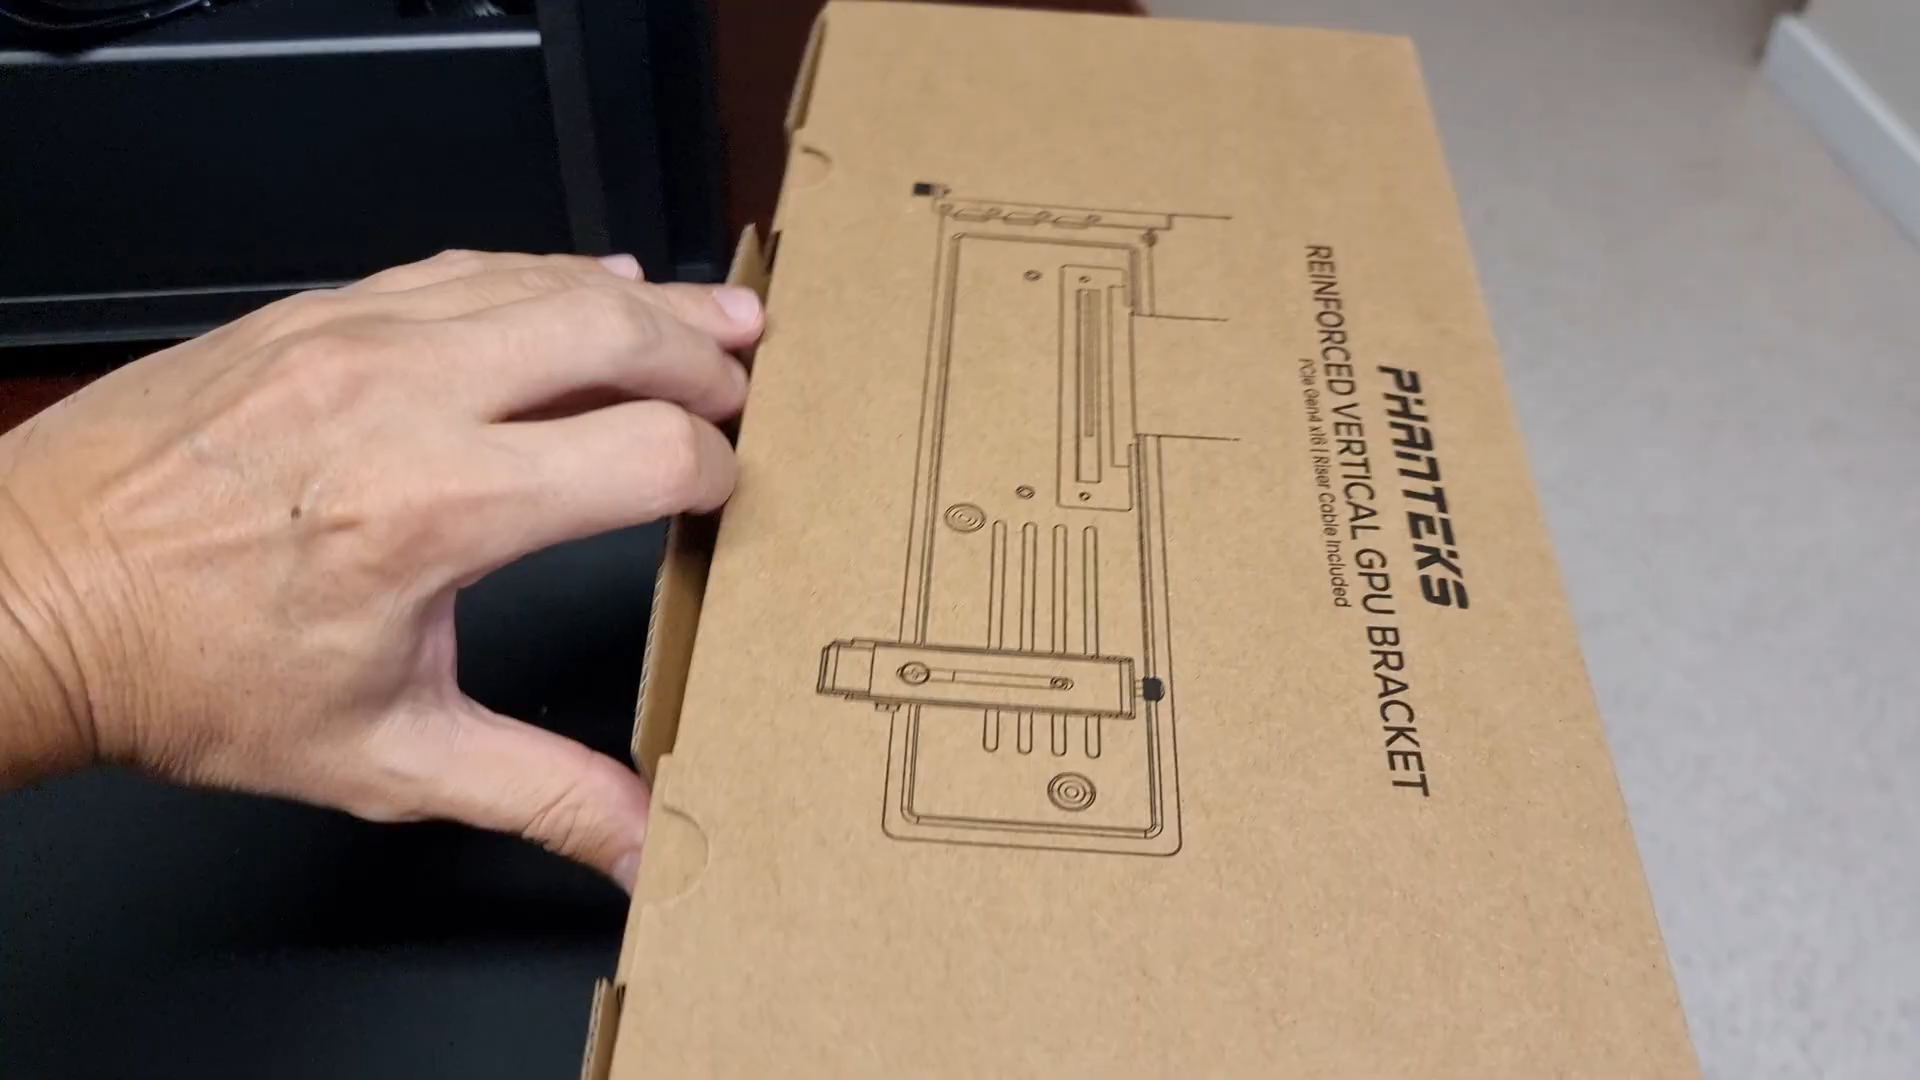 PHANTEKS
REINFORCED VERTICAL GPU BRACKET
PCIe Gen4 x16 | Riser Cable Included